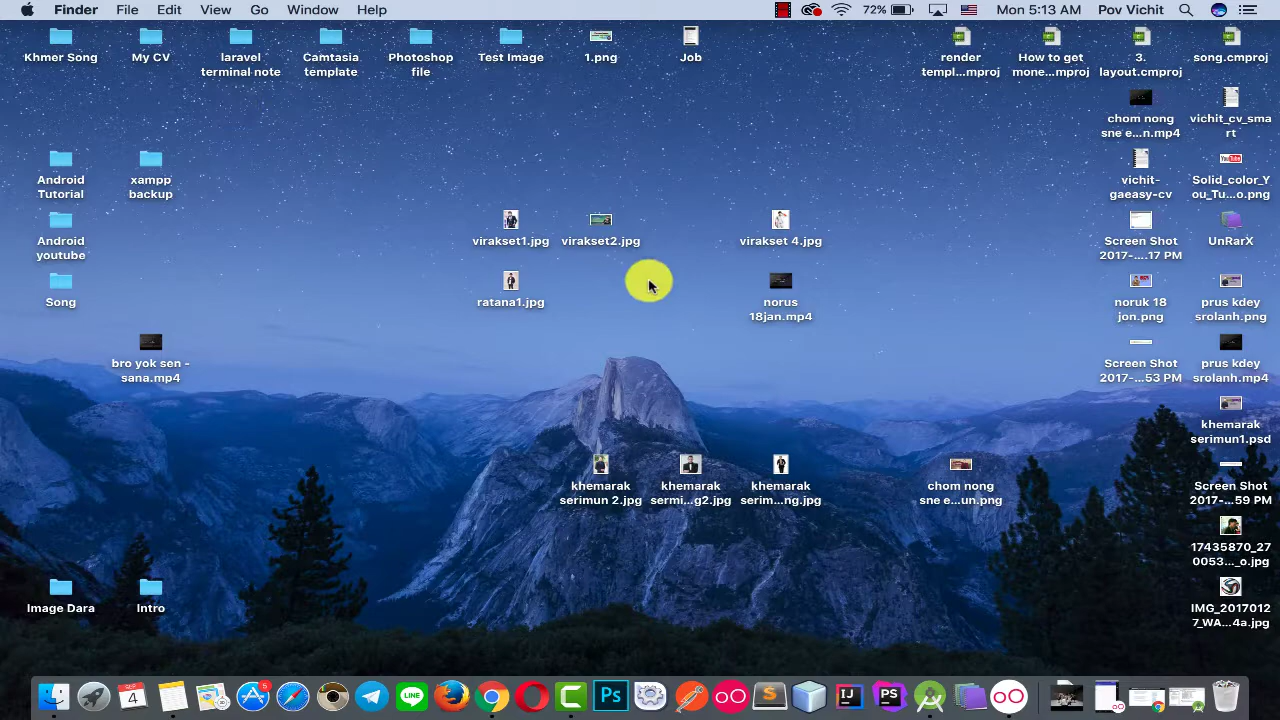 Finder File Edit View Go Window Help 72% Mon 5:13 AM Pov Vichit
Khmer Song
My CV
laravel
terminal note
Camtasia
template
Photoshop
file
Test Image
1.png
Job
render
templ...mproj
How to get
mone...mproj
3.
layout.cmproj
song.cmproj
chom nong
sne e...n.mp4
vichit_cv_sma
rt
Android
Tutorial
xampp
backup
vichit-
gaeasy-cv
Solid_color_Y
ou_Tu...o.png
Android
youtube
virakset1.jpg
virakset2.jpg
virakset 4.jpg
Screen Shot
2017-....17 PM
UnRarX
Song
ratana1.jpg
norus
18jan.mp4
noruk 18
jon.png
prus kdey
srolanh.png
bro yok sen -
sana.mp4
Screen Shot
2017-...53 PM
prus kdey
srolanh.mp4
khemarak
serimun1.psd
khemarak
serimun 2.jpg
khemarak
sermi...g2.jpg
khemarak
serim...ng.jpg
chom nong
sne e...un.png
Screen Shot
2017-...59 PM
17435870_27
0053..._o.jpg
Image Dara
Intro
IMG_2017012
7_WA...4a.jpg
4
5
LINE
Ps
S
IJ
PS